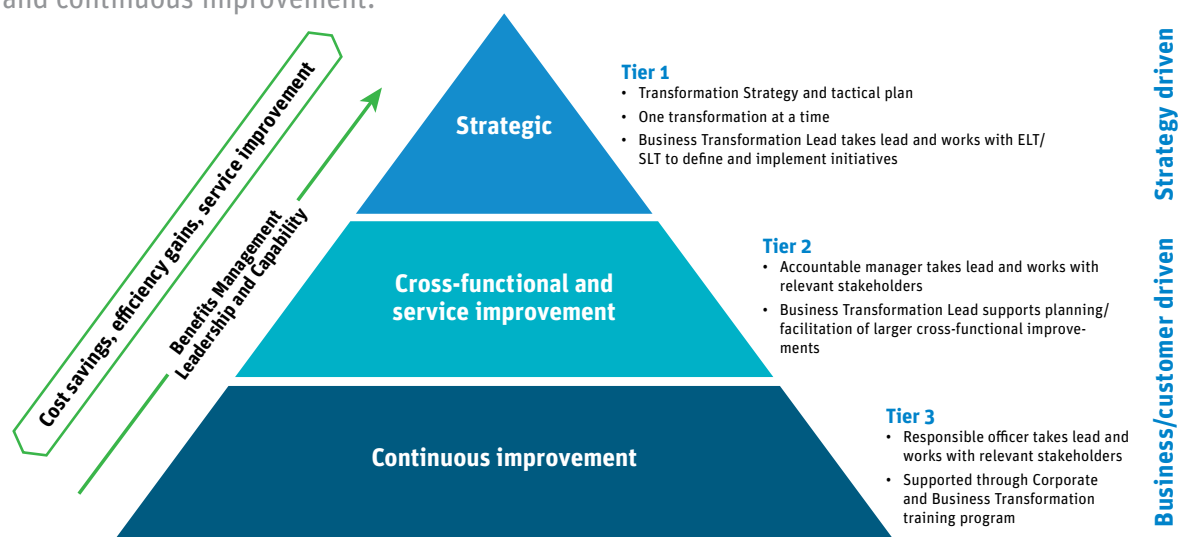 and continuous improvement.
Cost savings, efficiency gains, service improvement
Benefits Management
Leadership and Capability
Strategic
Tier 1
• Transformation Strategy and tactical plan
• One transformation at a time
• Business Transformation Lead takes lead and works with ELT/
SLT to define and implement initiatives
Strategy driven
Cross-functional and
service improvement
Tier 2
• Accountable manager takes lead and works with
relevant stakeholders
• Business Transformation Lead supports planning/
facilitation of larger cross-functional improve-
ments
Continuous improvement
Tier 3
• Responsible officer takes lead and
works with relevant stakeholders
• Supported through Corporate
and Business Transformation
training program
Business/customer driven